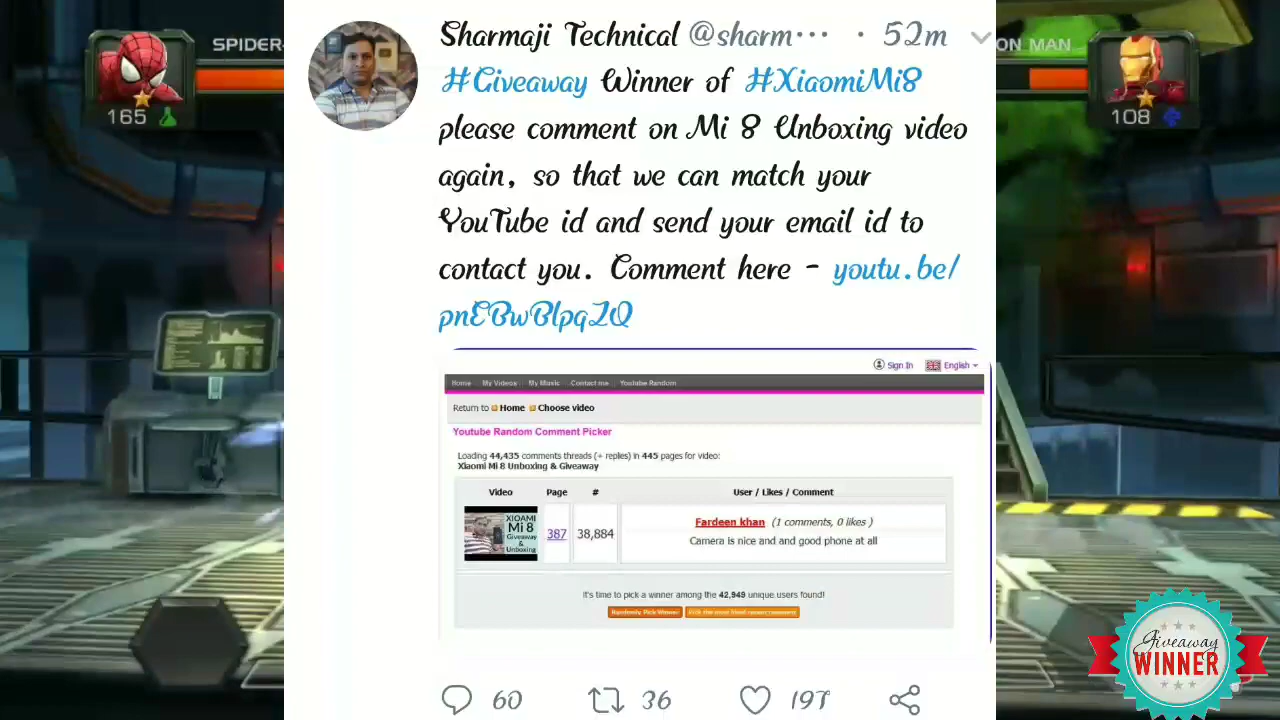 SPIDER-
165
ON MAN
108
Sharmaji Technical @sharm··· · 52m
#Giveaway Winner of #XiaomiMi8
please comment on Mi 8 Unboxing video
again, so that we can match your
YouTube id and send your email id to
contact you. Comment here - youtu.be/
pnEBwBlpqZQ
Sign In English
Home My Videos My Music Contact me Youtube Random
Return to Home Choose video
Youtube Random Comment Picker
Loading 44,435 comments threads (+ replies) in 445 pages for video:
Xiaomi Mi 8 Unboxing & Giveaway
Video Page # User / Likes / Comment
XIOAMI
Mi 8
Giveaway
&
Unboxing
387 38,884
Fardeen khan (1 comments, 0 likes )
Camera is nice and and good phone at all
It's time to pick a winner among the 42,949 unique users found!
Randomly Pick Winner
60 36 197
Giveaway
WINNER